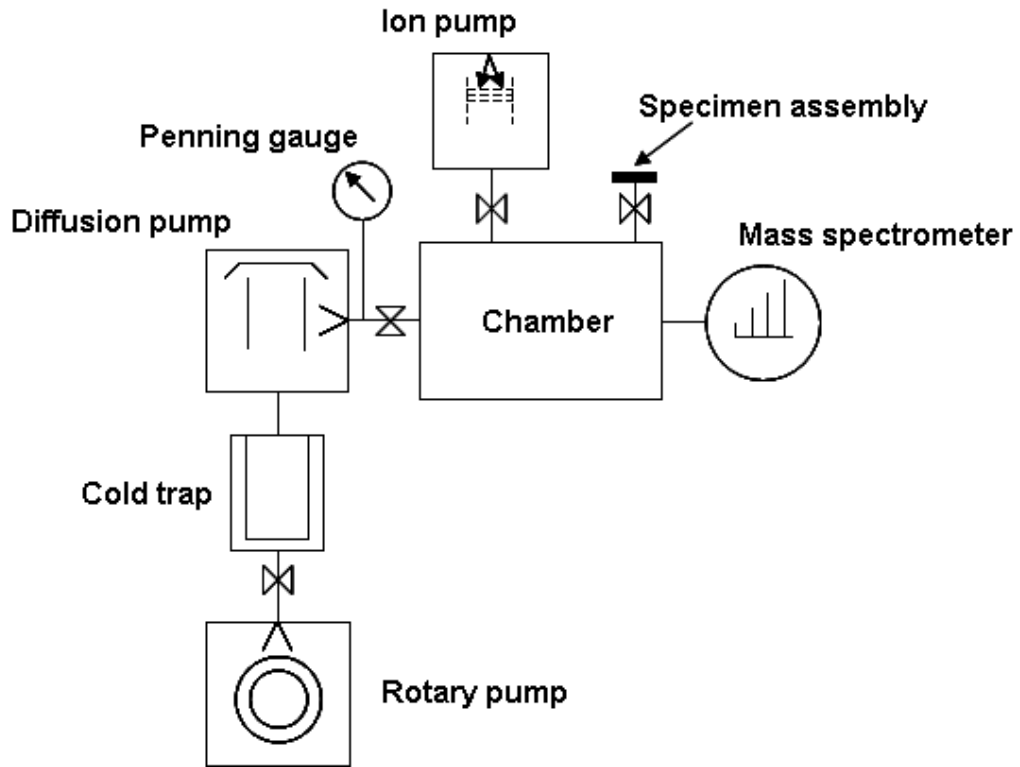 Ion pump
Specimen assembly
Penning gauge
Diffusion pump
Mass spectrometer
Chamber
Cold trap
Rotary pump